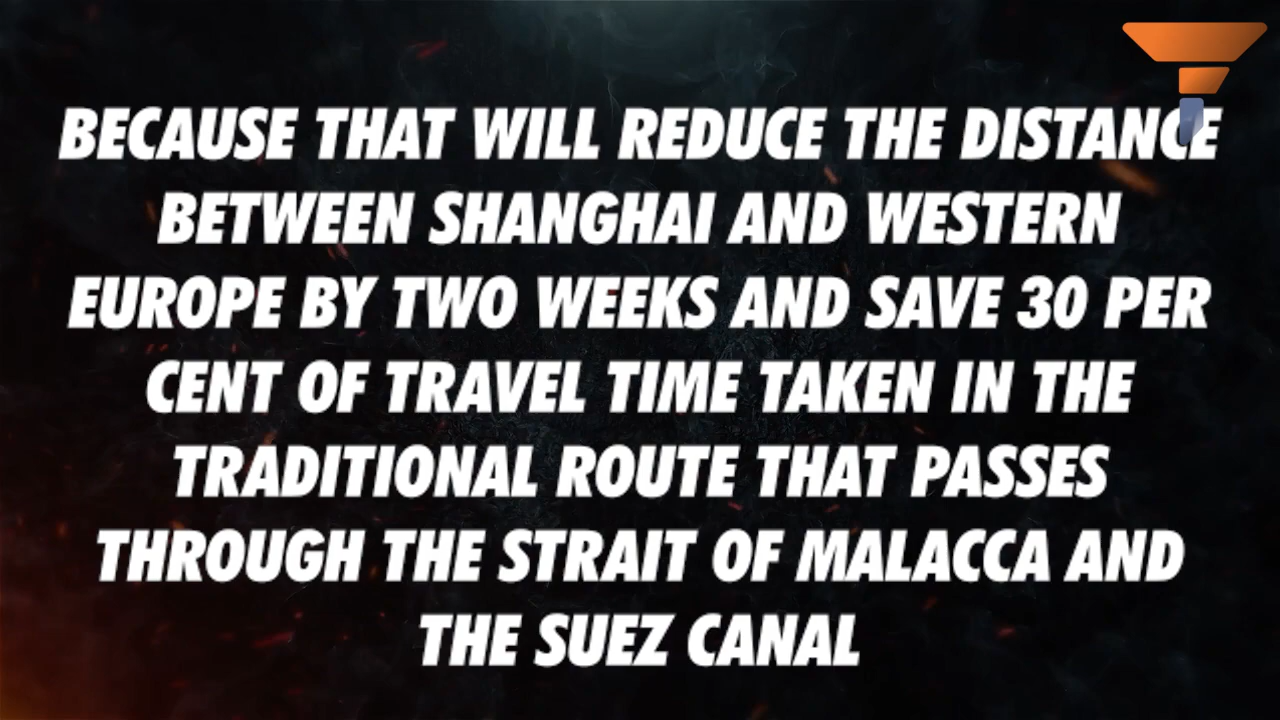 BECAUSE THAT WILL REDUCE THE DISTANCE
BETWEEN SHANGHAI AND WESTERN
EUROPE BY TWO WEEKS AND SAVE 30 PER
CENT OF TRAVEL TIME TAKEN IN THE
TRADITIONAL ROUTE THAT PASSES
THROUGH THE STRAIT OF MALACCA AND
THE SUEZ CANAL